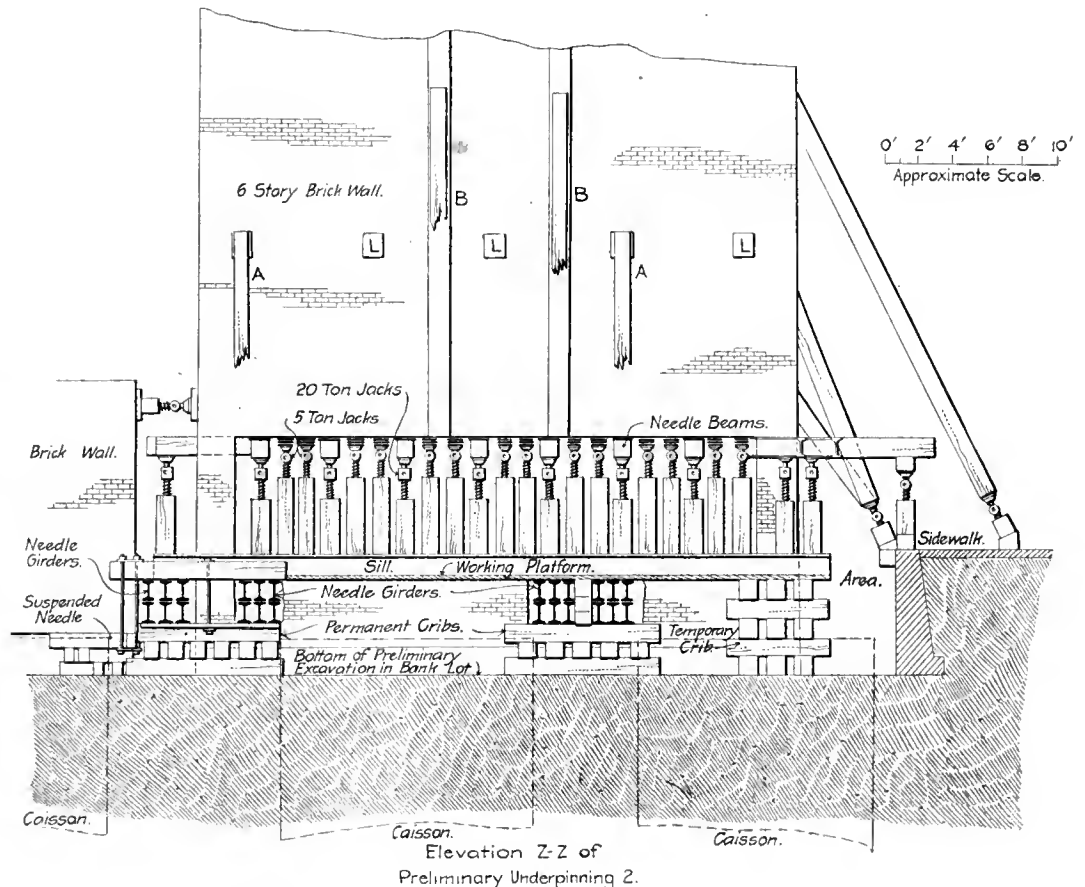 0' 2' 4' 6' 8' 10'
Approximate Scale.
6 Story Brick Wall.
B
B
L
L
L
A
A
20 Ton Jacks
5 Ton Jacks
Needle Beams.
Brick Wall.
Needle
Girders.
Sill.
Working Platform.
Sidewalk.
Area.
Needle Girders.
Suspended
Needle
Permanent Cribs.
Temporary
Crib.
Bottom of Preliminary
Excavation in Bank Lot
Caisson.
Caisson.
Caisson.
Elevation Z-Z of
Preliminary Underpinning 2.